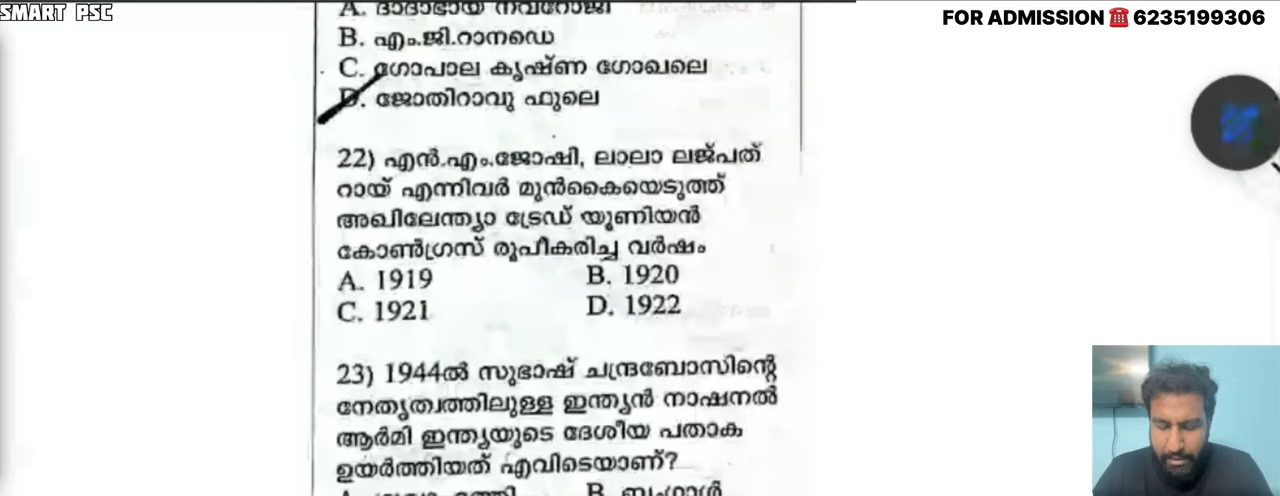 SMART PSC
FOR ADMISSION ☎ 6235199306
A. ദാദാഭായ് നവറോജി
B. എം.ജി.റാനഡെ
C. ഗോപാല കൃഷ്ണ ഗോഖലെ
D. ജോതിറാവു ഫുലെ
22) എൻ.എം.ജോഷി, ലാലാ ലജ്പത്
റായ് എന്നിവർ മുൻകൈയെടുത്ത്
അഖിലേന്ത്യാ ട്രേഡ് യൂണിയൻ
കോൺഗ്രസ് രൂപീകരിച്ച വർഷം
A. 1919 B. 1920
C. 1921 D. 1922
23) 1944ൽ സുഭാഷ് ചന്ദ്രബോസിന്റെ
നേതൃത്വത്തിലുള്ള ഇന്ത്യൻ നാഷനൽ
ആർമി ഇന്ത്യയുടെ ദേശീയ പതാക
ഉയർത്തിയത് എവിടെയാണ്?
B. ബംഗാൾ